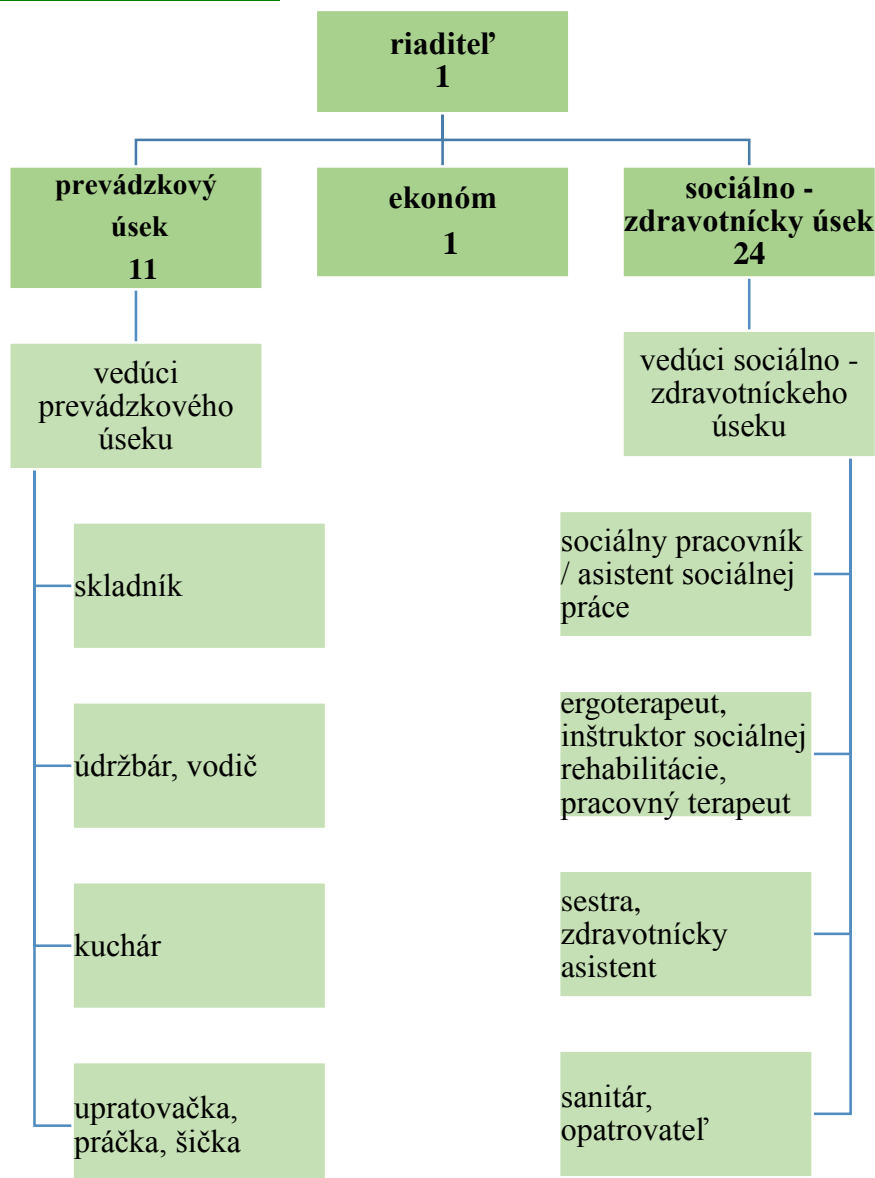 riaditeľ
1
prevádzkový
úsek
11
ekonóm
1
sociálno -
zdravotnícky úsek
24
vedúci
prevádzkového
úseku
vedúci sociálno -
zdravotníckeho
úseku
skladník
údržbár, vodič
kuchár
upratovačka,
práčka, šička
sociálny pracovník
/ asistent sociálnej
práce
ergoterapeut,
inštruktor sociálnej
rehabilitácie,
pracovný terapeut
sestra,
zdravotnícky
asistent
sanitár,
opatrovateľ